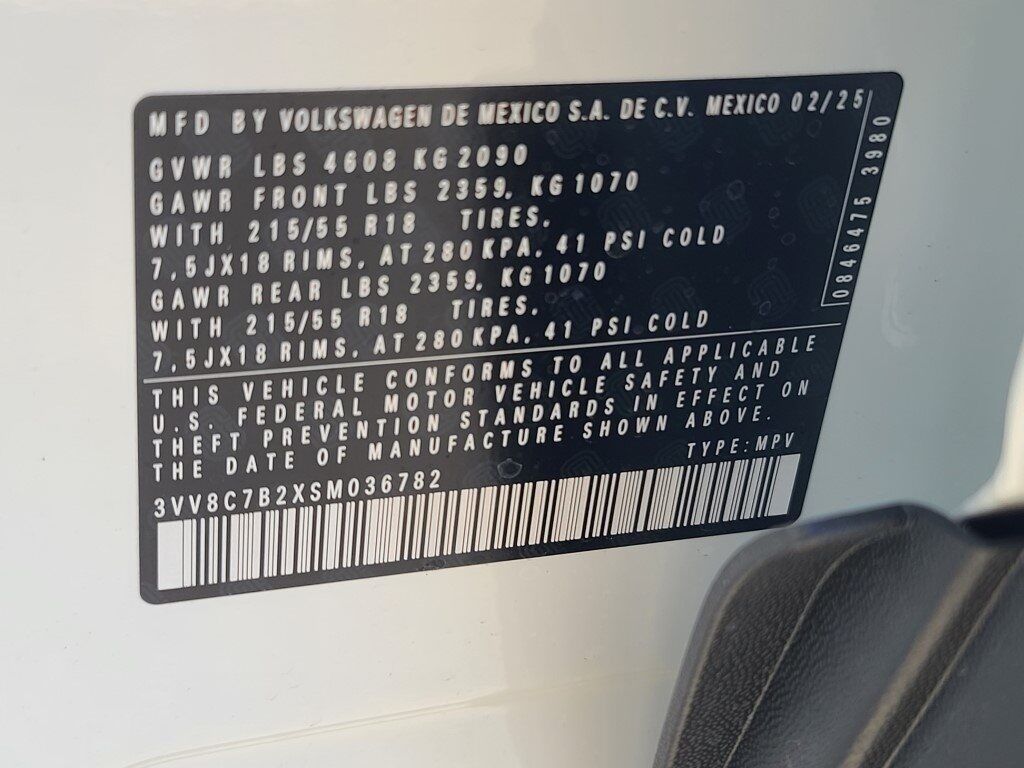 MFD BY VOLKSWAGEN DE MEXICO S.A. DE C.V. MEXICO 02/25
GVWR LBS 4608 KG 2090
GAWR FRONT LBS 2359, KG 1070
WITH 215/55 R18 TIRES,
7,5JX18 RIMS, AT 280 KPA, 41 PSI COLD
GAWR REAR LBS 2359, KG 1070
WITH 215/55 R18 TIRES,
7,5JX18 RIMS, AT 280 KPA, 41 PSI COLD
0846475 3980
THIS VEHICLE CONFORMS TO ALL APPLICABLE
U.S. FEDERAL MOTOR VEHICLE SAFETY AND
THEFT PREVENTION STANDARDS IN EFFECT ON
THE DATE OF MANUFACTURE SHOWN ABOVE.
TYPE: MPV
3VV8C7B2XSM036782